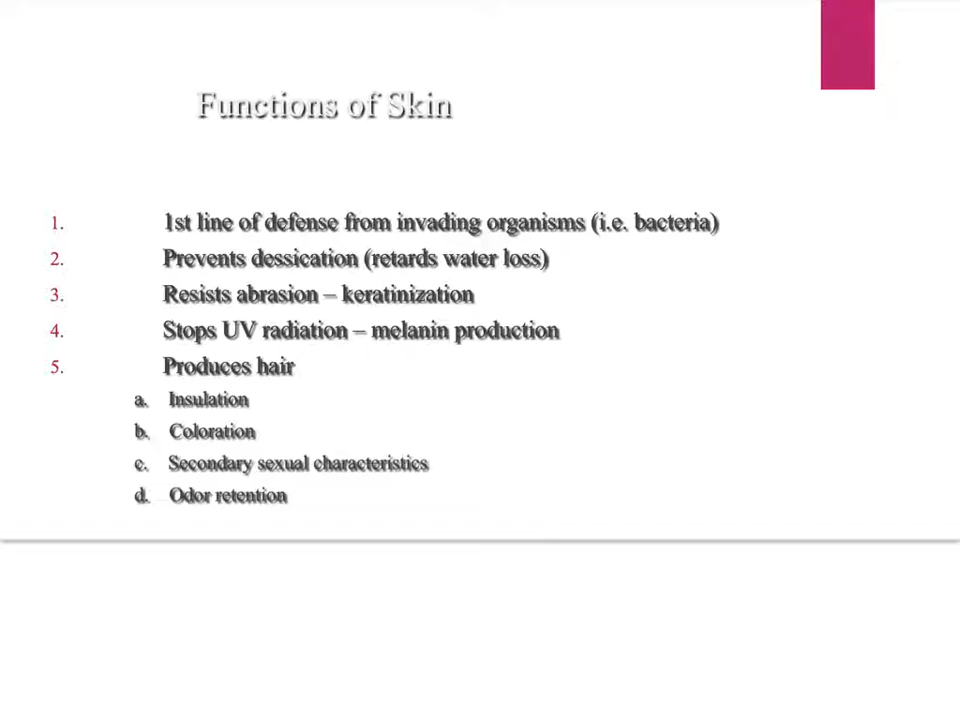 Functions of Skin
1. 1st line of defense from invading organisms (i.e. bacteria)
2. Prevents dessication (retards water loss)
3. Resists abrasion – keratinization
4. Stops UV radiation – melanin production
5. Produces hair
a. Insulation
b. Coloration
c. Secondary sexual characteristics
d. Odor retention